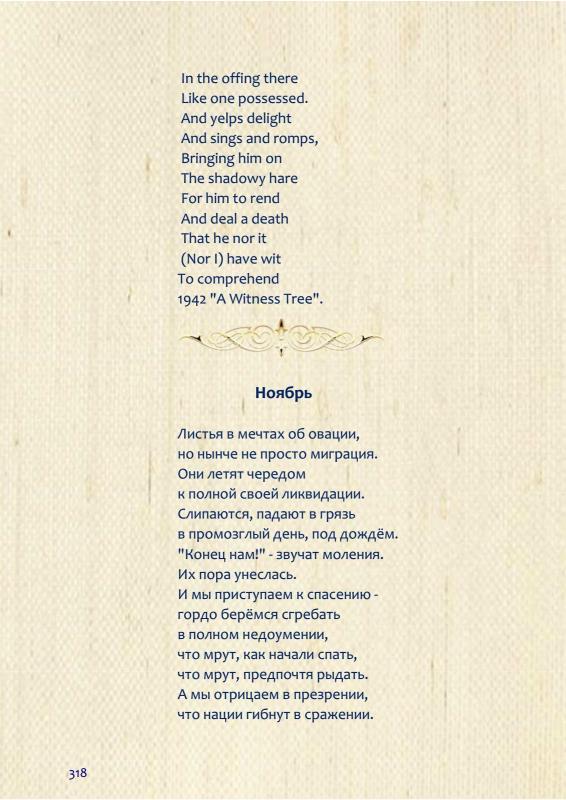 In the offing there
Like one possessed.
And yelps delight
And sings and romps,
Bringing him on
The shadowy hare
For him to rend
And deal a death
That he nor it
(Nor I) have wit
To comprehend
1942 "A Witness Tree".
Ноябрь
Листья в мечтах об овации,
но нынче не просто миграция.
Они летят чередом
к полной своей ликвидации.
Слипаются, падают в грязь
в промозглый день, под дождём.
"Конец нам!" - звучат моления.
Их пора унеслась.
И мы приступаем к спасению -
гордо берёмся сгребать
в полном недоумении,
что мрут, как начали спать,
что мрут, предпочтя рыдать.
А мы отрицаем в презрении,
что нации гибнут в сражении.
318